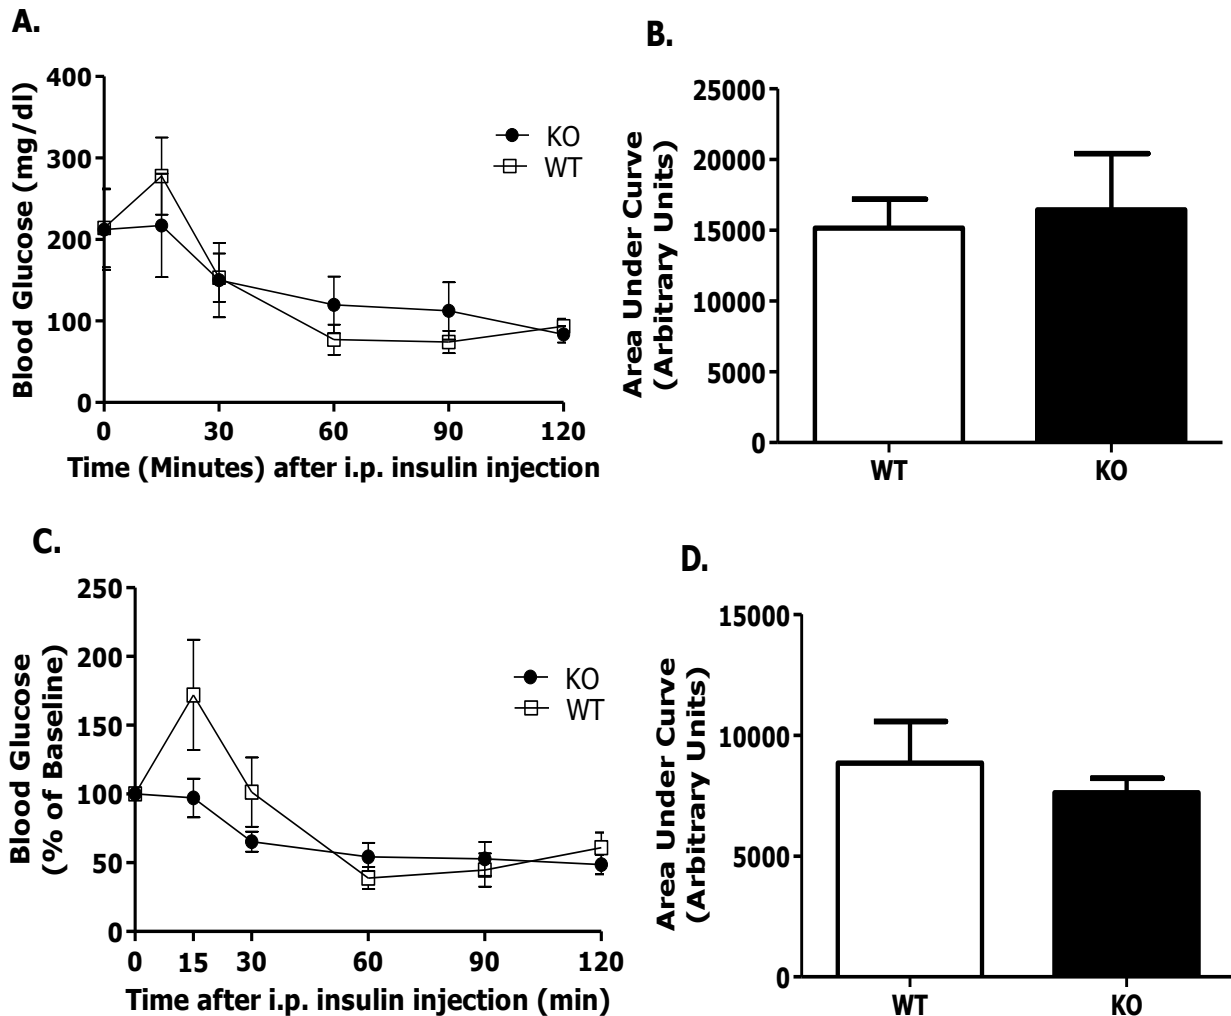 A.
Blood Glucose (mg/dl)
400
300
200
100
0
0 30 60 90 120
Time (Minutes) after i.p. insulin injection
KO
WT
B.
Area Under Curve
(Arbitrary Units)
25000
20000
15000
10000
5000
0
WT KO
C.
Blood Glucose
(% of Baseline)
250
200
150
100
50
0
0 15 30 60 90 120
Time after i.p. insulin injection (min)
KO
WT
D.
Area Under Curve
(Arbitrary Units)
15000
10000
5000
0
WT KO